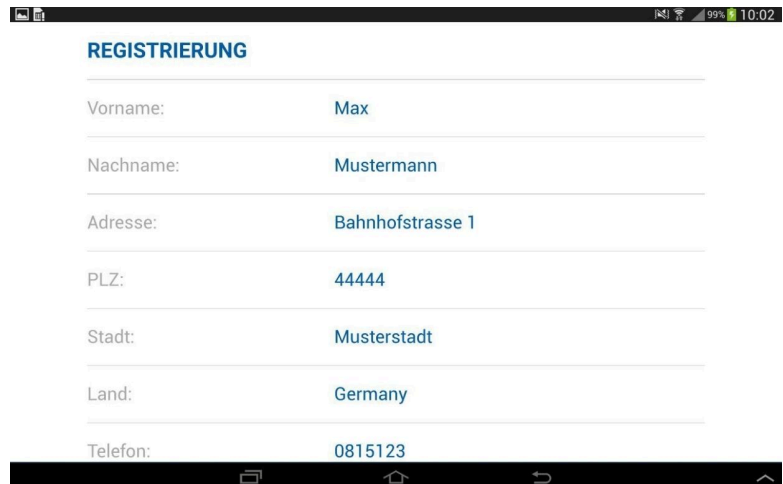 99% 10:02
REGISTRIERUNG
Vorname: Max
Nachname: Mustermann
Adresse: Bahnhofstrasse 1
PLZ: 44444
Stadt: Musterstadt
Land: Germany
Telefon: 0815123